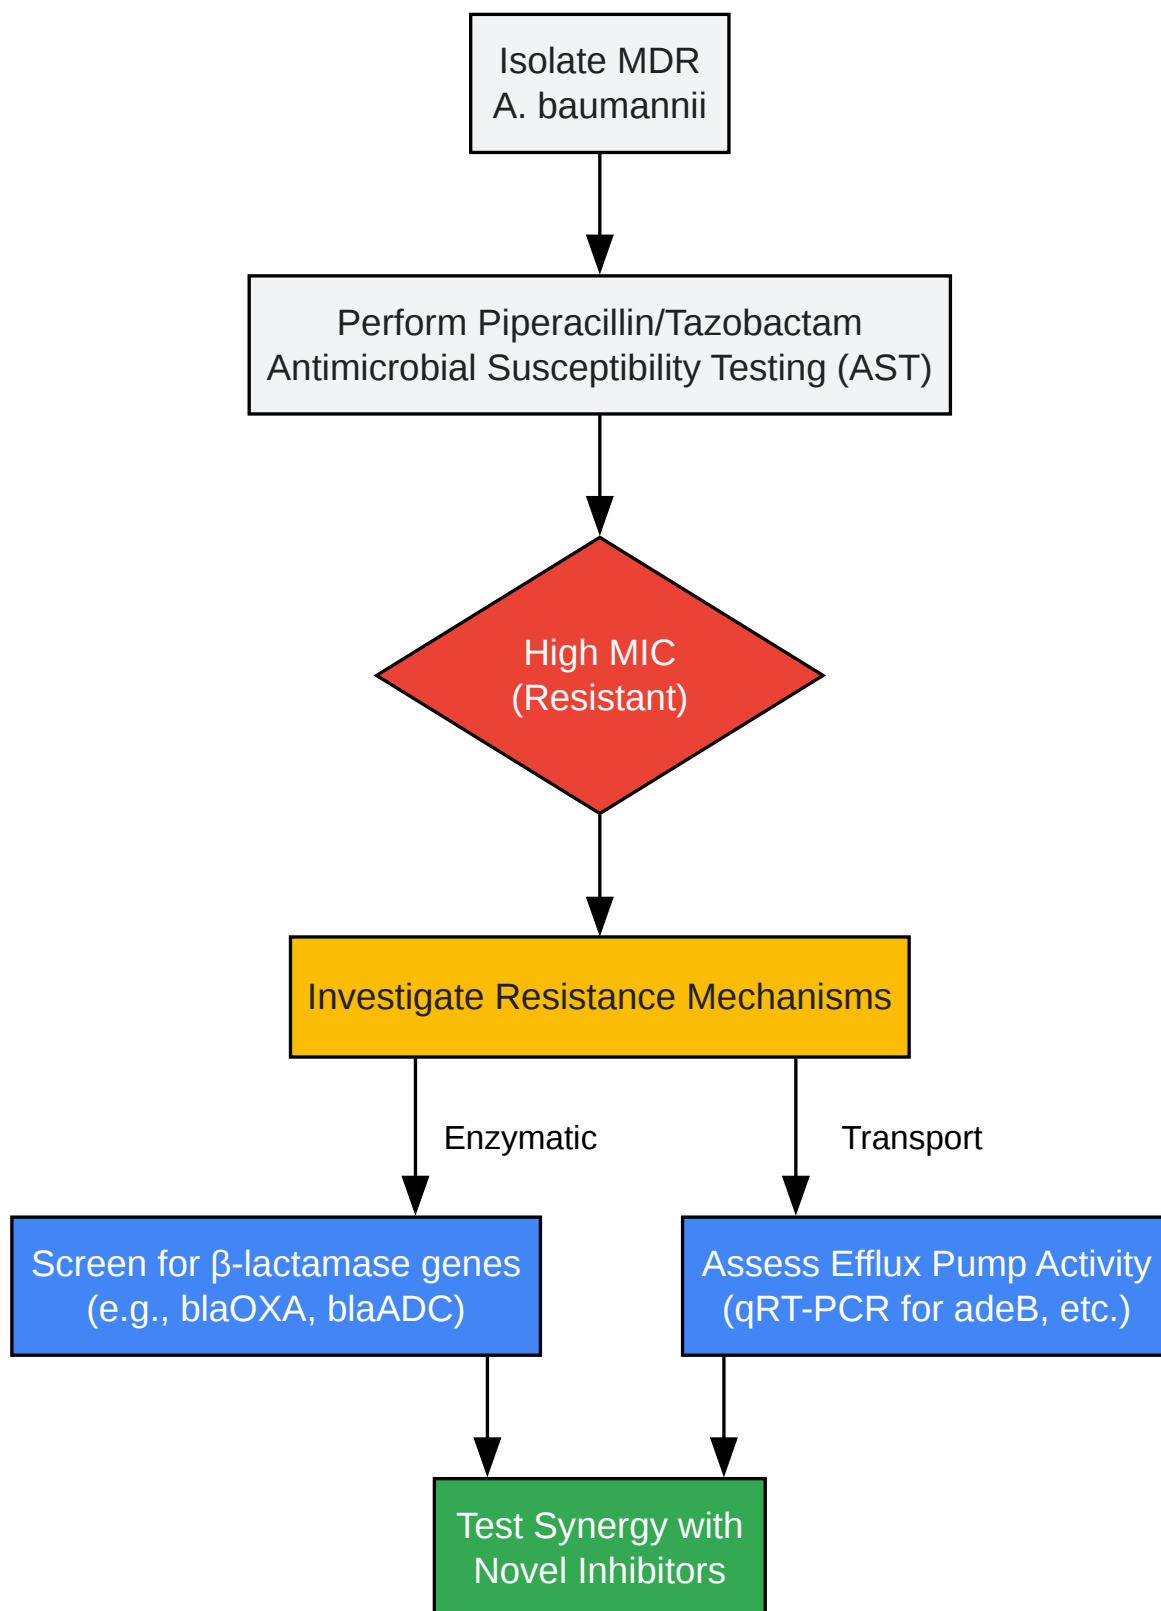 Isolate MDR
A. baumannii
Perform Piperacillin/Tazobactam
Antimicrobial Susceptibility Testing (AST)
High MIC
(Resistant)
Investigate Resistance Mechanisms
Enzymatic
Transport
Screen for β-lactamase genes
(e.g., blaOXA, blaADC)
Assess Efflux Pump Activity
(qRT-PCR for adeB, etc.)
Test Synergy with
Novel Inhibitors